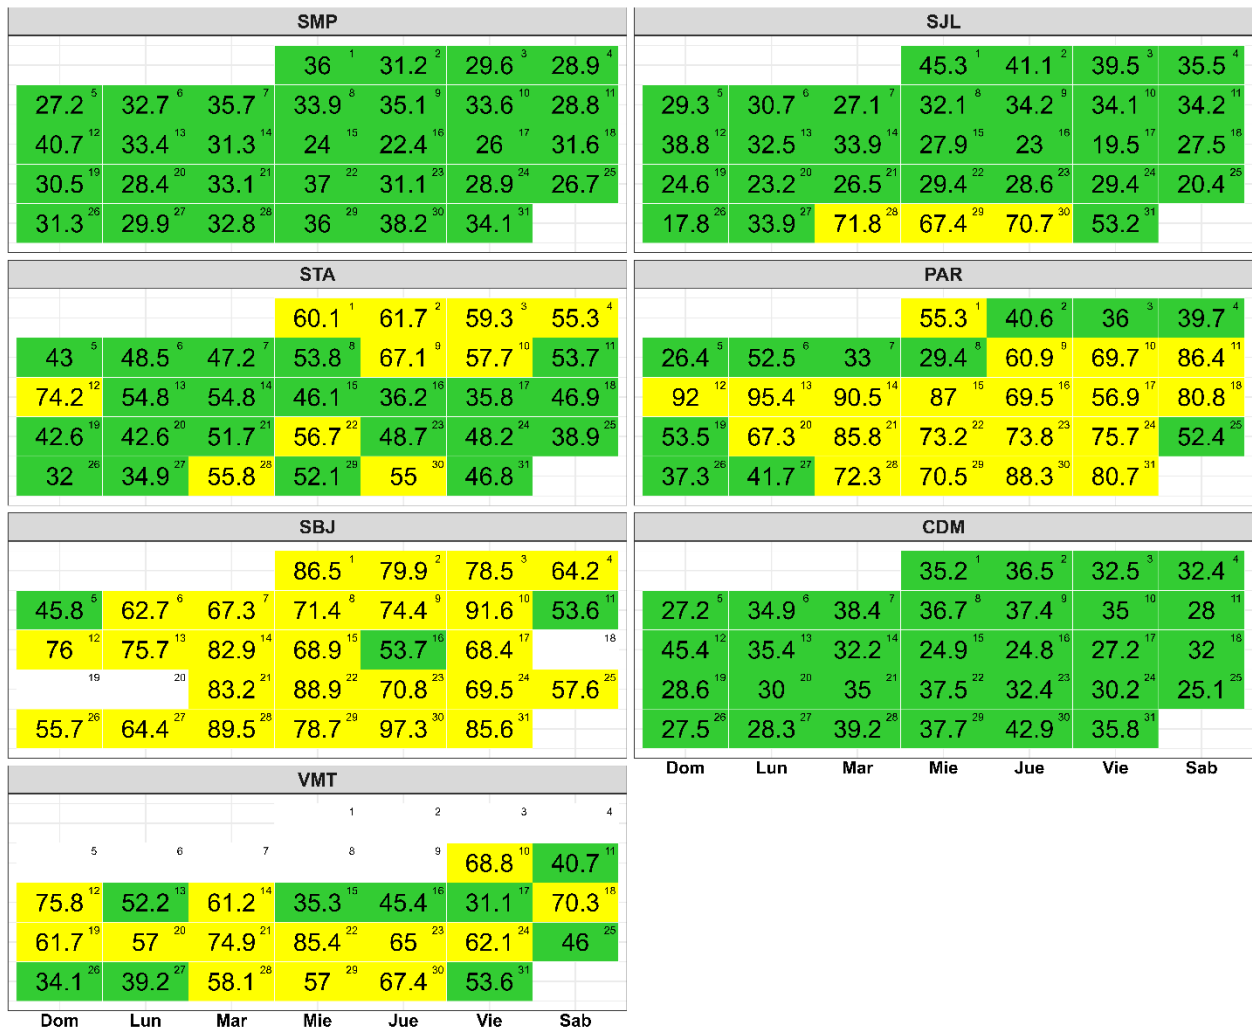 SMP
36 1 31.2 2 29.6 3 28.9 4
27.2 5 32.7 6 35.7 7 33.9 8 35.1 9 33.6 10 28.8 11
40.7 12 33.4 13 31.3 14 24 15 22.4 16 26 17 31.6 18
30.5 19 28.4 20 33.1 21 37 22 31.1 23 28.9 24 26.7 25
31.3 26 29.9 27 32.8 28 36 29 38.2 30 34.1 31
SJL
45.3 1 41.1 2 39.5 3 35.5 4
29.3 5 30.7 6 27.1 7 32.1 8 34.2 9 34.1 10 34.2 11
38.8 12 32.5 13 33.9 14 27.9 15 23 16 19.5 17 27.5 18
24.6 19 23.2 20 26.5 21 29.4 22 28.6 23 29.4 24 20.4 25
17.8 26 33.9 27 71.8 28 67.4 29 70.7 30 53.2 31
STA
60.1 1 61.7 2 59.3 3 55.3 4
43 5 48.5 6 47.2 7 53.8 8 67.1 9 57.7 10 53.7 11
74.2 12 54.8 13 54.8 14 46.1 15 36.2 16 35.8 17 46.9 18
42.6 19 42.6 20 51.7 21 56.7 22 48.7 23 48.2 24 38.9 25
32 26 34.9 27 55.8 28 52.1 29 55 30 46.8 31
PAR
55.3 1 40.6 2 36 3 39.7 4
26.4 5 52.5 6 33 7 29.4 8 60.9 9 69.7 10 86.4 11
92 12 95.4 13 90.5 14 87 15 69.5 16 56.9 17 80.8 18
53.5 19 67.3 20 85.8 21 73.2 22 73.8 23 75.7 24 52.4 25
37.3 26 41.7 27 72.3 28 70.5 29 88.3 30 80.7 31
SBJ
86.5 1 79.9 2 78.5 3 64.2 4
45.8 5 62.7 6 67.3 7 71.4 8 74.4 9 91.6 10 53.6 11
76 12 75.7 13 82.9 14 68.9 15 53.7 16 68.4 17 18
19 20 83.2 21 88.9 22 70.8 23 69.5 24 57.6 25
55.7 26 64.4 27 89.5 28 78.7 29 97.3 30 85.6 31
CDM
35.2 1 36.5 2 32.5 3 32.4 4
27.2 5 34.9 6 38.4 7 36.7 8 37.4 9 35 10 28 11
45.4 12 35.4 13 32.2 14 24.9 15 24.8 16 27.2 17 32 18
28.6 19 30 20 35 21 37.5 22 32.4 23 30.2 24 25.1 25
27.5 26 28.3 27 39.2 28 37.7 29 42.9 30 35.8 31
Dom Lun Mar Mie Jue Vie Sab
VMT
1 2 3 4
5 6 7 8 9 68.8 10 40.7 11
75.8 12 52.2 13 61.2 14 35.3 15 45.4 16 31.1 17 70.3 18
61.7 19 57 20 74.9 21 85.4 22 65 23 62.1 24 46 25
34.1 26 39.2 27 58.1 28 57 29 67.4 30 53.6 31
Dom Lun Mar Mie Jue Vie Sab